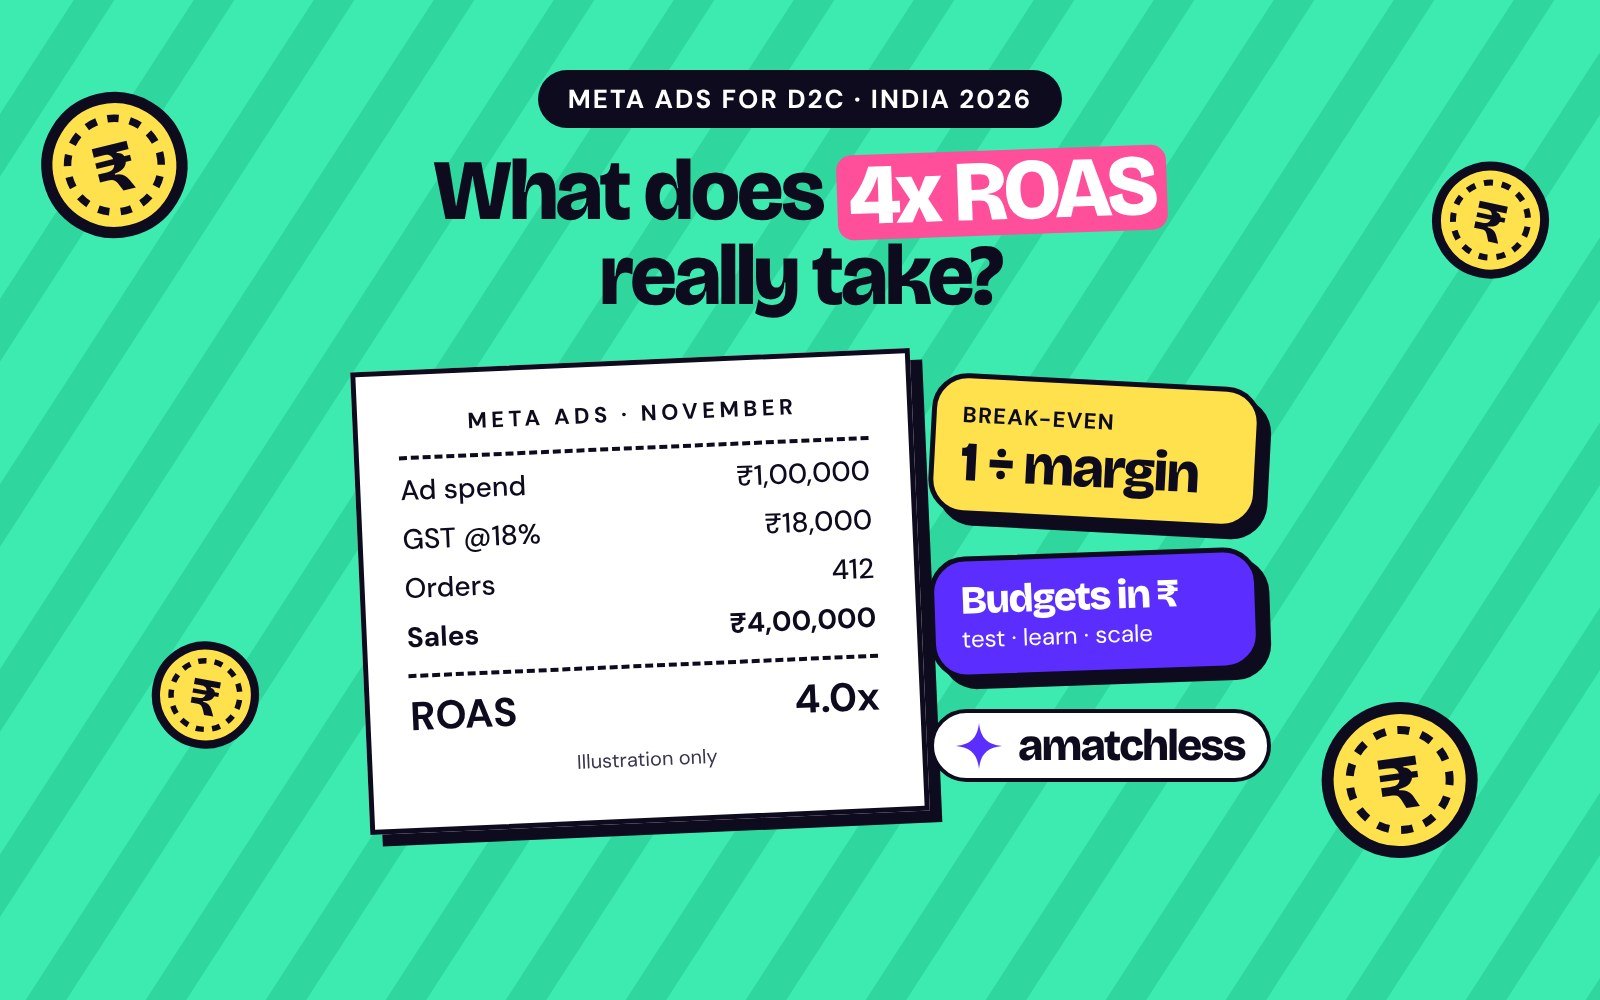 META ADS FOR D2C · INDIA 2026
What does 4x ROAS
really take?
META ADS · NOVEMBER
Ad spend ₹1,00,000
GST @18% ₹18,000
Orders 412
Sales ₹4,00,000
ROAS 4.0x
Illustration only
BREAK-EVEN
1 ÷ margin
Budgets in ₹
test · learn · scale
amatchless
₹
₹
₹
₹